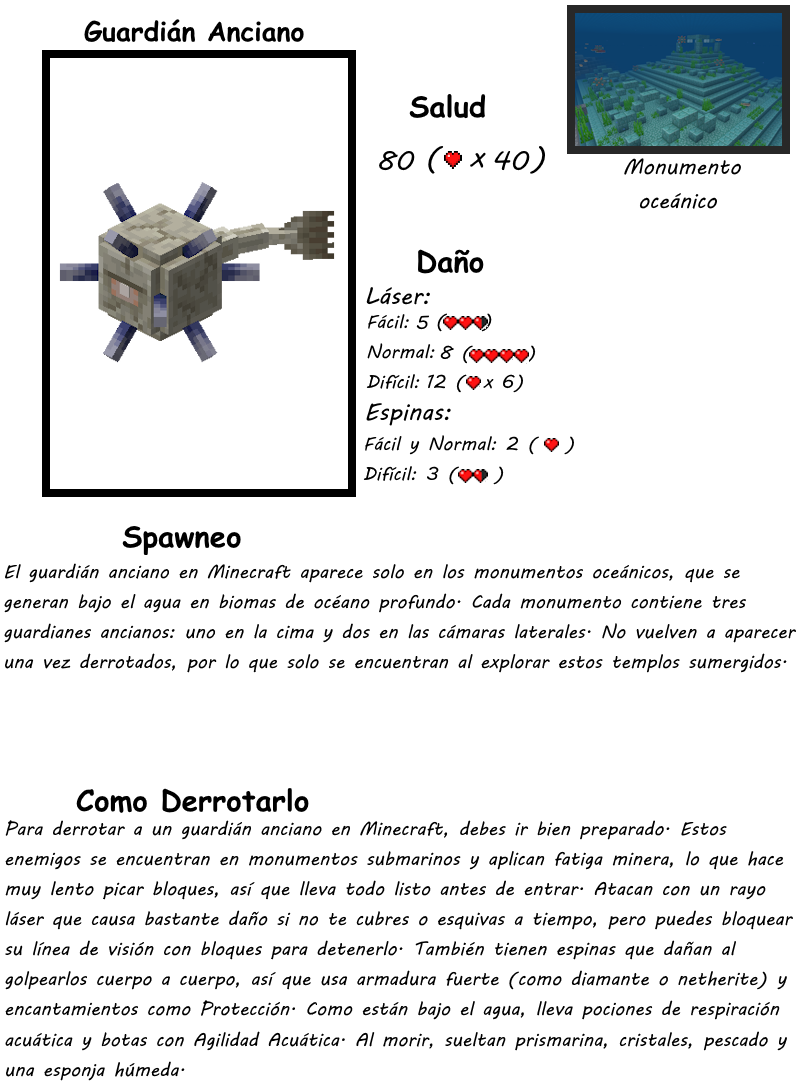 Guardián Anciano
Salud
80 ( x 40)
Monumento
oceánico
Daño
Láser:
Fácil: 5 ()
Normal: 8 ()
Difícil: 12 ( x 6)
Espinas:
Fácil y Normal: 2 ( )
Difícil: 3 ( )
Spawneo
El guardián anciano en Minecraft aparece solo en los monumentos oceánicos, que se
generan bajo el agua en biomas de océano profundo. Cada monumento contiene tres
guardianes ancianos: uno en la cima y dos en las cámaras laterales. No vuelven a aparecer
una vez derrotados, por lo que solo se encuentran al explorar estos templos sumergidos.
Como Derrotarlo
Para derrotar a un guardián anciano en Minecraft, debes ir bien preparado. Estos
enemigos se encuentran en monumentos submarinos y aplican fatiga minera, lo que hace
muy lento picar bloques, así que lleva todo listo antes de entrar. Atacan con un rayo
láser que causa bastante daño si no te cubres o esquivas a tiempo, pero puedes bloquear
su línea de visión con bloques para detenerlo. También tienen espinas que dañan al
golpearlos cuerpo a cuerpo, así que usa armadura fuerte (como diamante o netherite) y
encantamientos como Protección. Como están bajo el agua, lleva pociones de respiración
acuática y botas con Agilidad Acuática. Al morir, sueltan prismarina, cristales, pescado y
una esponja húmeda.